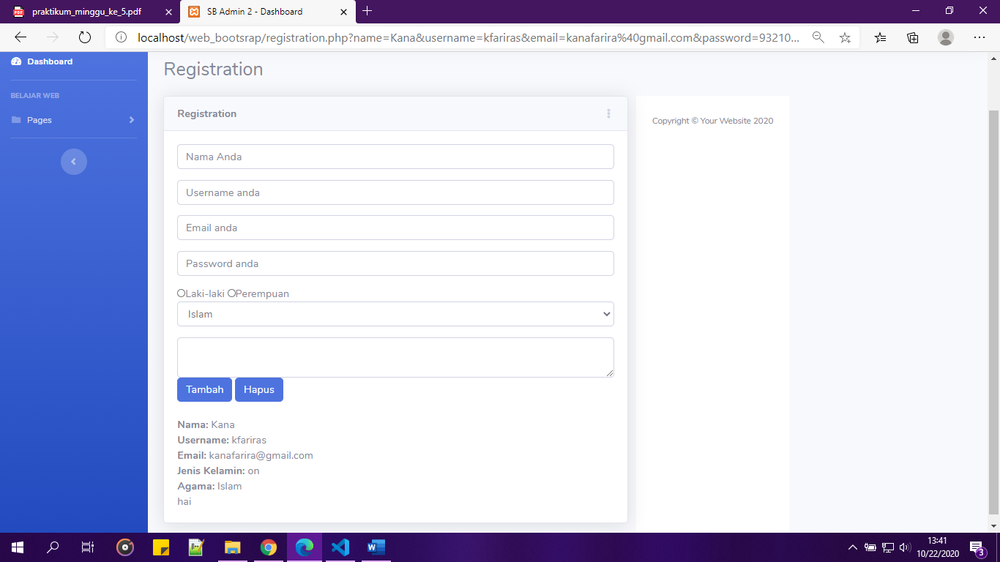 praktikum_minggu_ke_5.pdf
SB Admin 2 - Dashboard
localhost/web_bootsrap/registration.php?name=Kana&username=kfariras&email=kanafarira%40gmail.com&password=93210...
Dashboard
BELAJAR WEB
Pages
Registration
Registration
Copyright © Your Website 2020
Nama Anda
Username anda
Email anda
Password anda
Laki-laki Perempuan
Islam
Tambah Hapus
Nama: Kana
Username: kfariras
Email: kanafarira@gmail.com
Jenis Kelamin: on
Agama: Islam
hai
13:41
10/22/2020
3